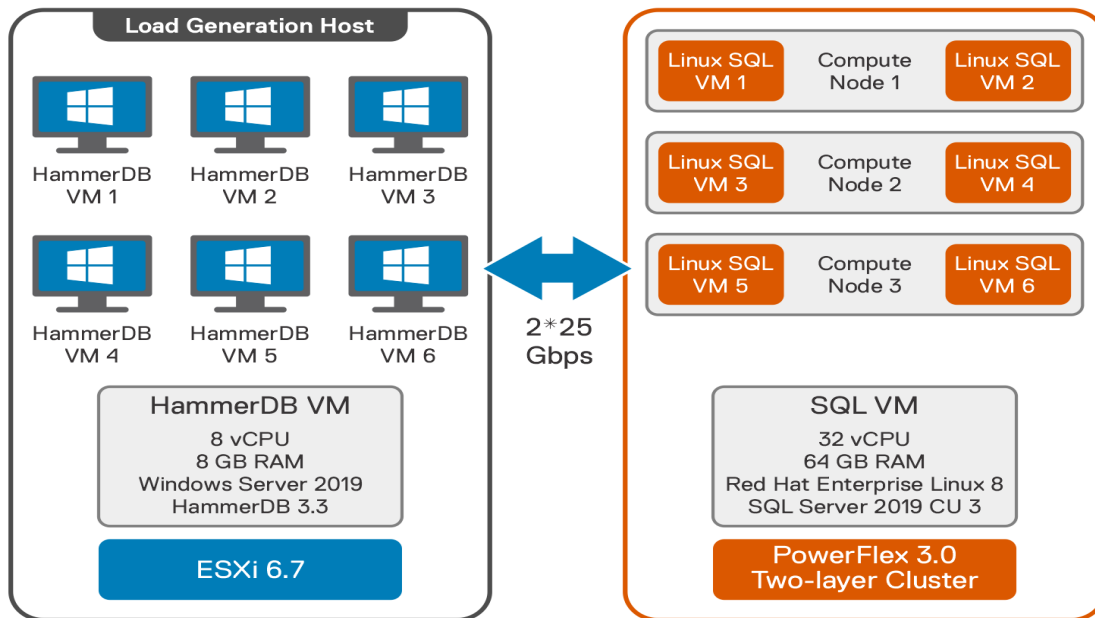 Load Generation Host
HammerDB
VM 1
HammerDB
VM 2
HammerDB
VM 3
HammerDB
VM 4
HammerDB
VM 5
HammerDB
VM 6
HammerDB VM
8 vCPU
8 GB RAM
Windows Server 2019
HammerDB 3.3
ESXi 6.7
2*25
Gbps
Linux SQL
VM 1
Compute
Node 1
Linux SQL
VM 2
Linux SQL
VM 3
Compute
Node 2
Linux SQL
VM 4
Linux SQL
VM 5
Compute
Node 3
Linux SQL
VM 6
SQL VM
32 vCPU
64 GB RAM
Red Hat Enterprise Linux 8
SQL Server 2019 CU 3
PowerFlex 3.0
Two-layer Cluster